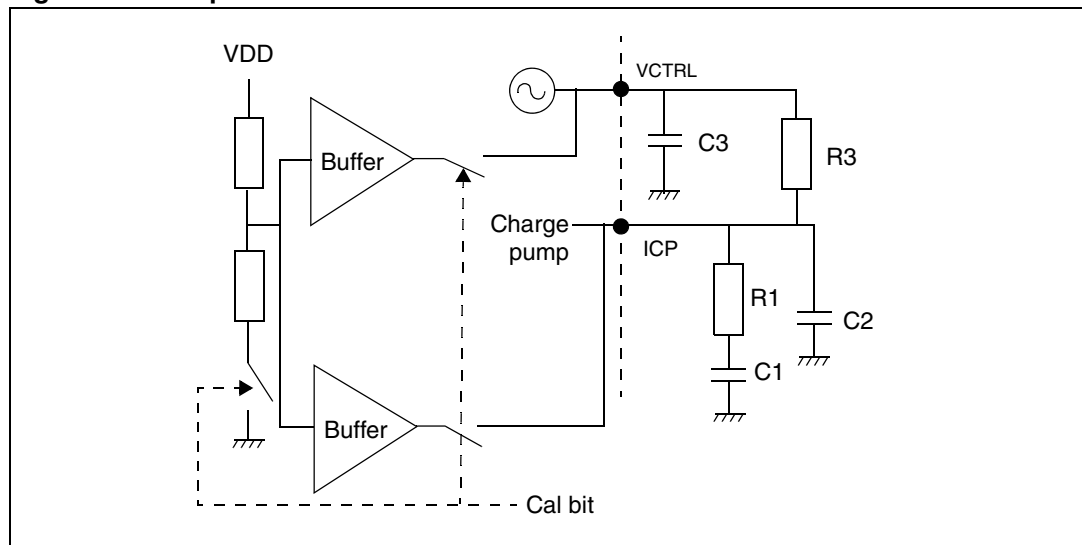 VDD
VCTRL
C3
R3
Buffer
Charge
pump
ICP
R1
C2
C1
Buffer
Cal bit